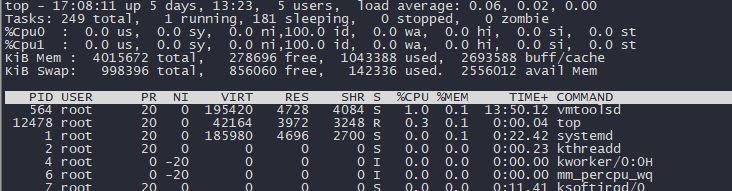 top - 17:08:11 up 5 days, 13:23,  5 users,  load average: 0.06, 0.02, 0.00
Tasks: 249 total,   1 running, 181 sleeping,   0 stopped,   0 zombie
%Cpu0  :  0.0 us,  0.0 sy,  0.0 ni,100.0 id,  0.0 wa,  0.0 hi,  0.0 si,  0.0 st
%Cpu1  :  0.0 us,  0.0 sy,  0.0 ni,100.0 id,  0.0 wa,  0.0 hi,  0.0 si,  0.0 st
KiB Mem :  4015672 total,   278696 free,  1043388 used,  2693588 buff/cache
KiB Swap:   998396 total,   856060 free,   142336 used.  2556012 avail Mem
PID USER      PR  NI    VIRT    RES    SHR S  %CPU %MEM     TIME+ COMMAND
564 root      20   0  195420   4728   4084 S   1.0  0.1  13:50.12 vmtoolsd
12478 root      20   0   42164   3972   3248 R   0.3  0.1   0:00.04 top
1 root      20   0  185980   4696   2700 S   0.0  0.1   0:22.42 systemd
2 root      20   0       0      0      0 S   0.0  0.0   0:00.23 kthreadd
4 root       0 -20       0      0      0 I   0.0  0.0   0:00.00 kworker/0:0H
6 root       0 -20       0      0      0 I   0.0  0.0   0:00.00 mm_percpu_wq
7 root      20   0       0      0      0 S   0.0  0.0   0:11.41 ksoftirqd/0